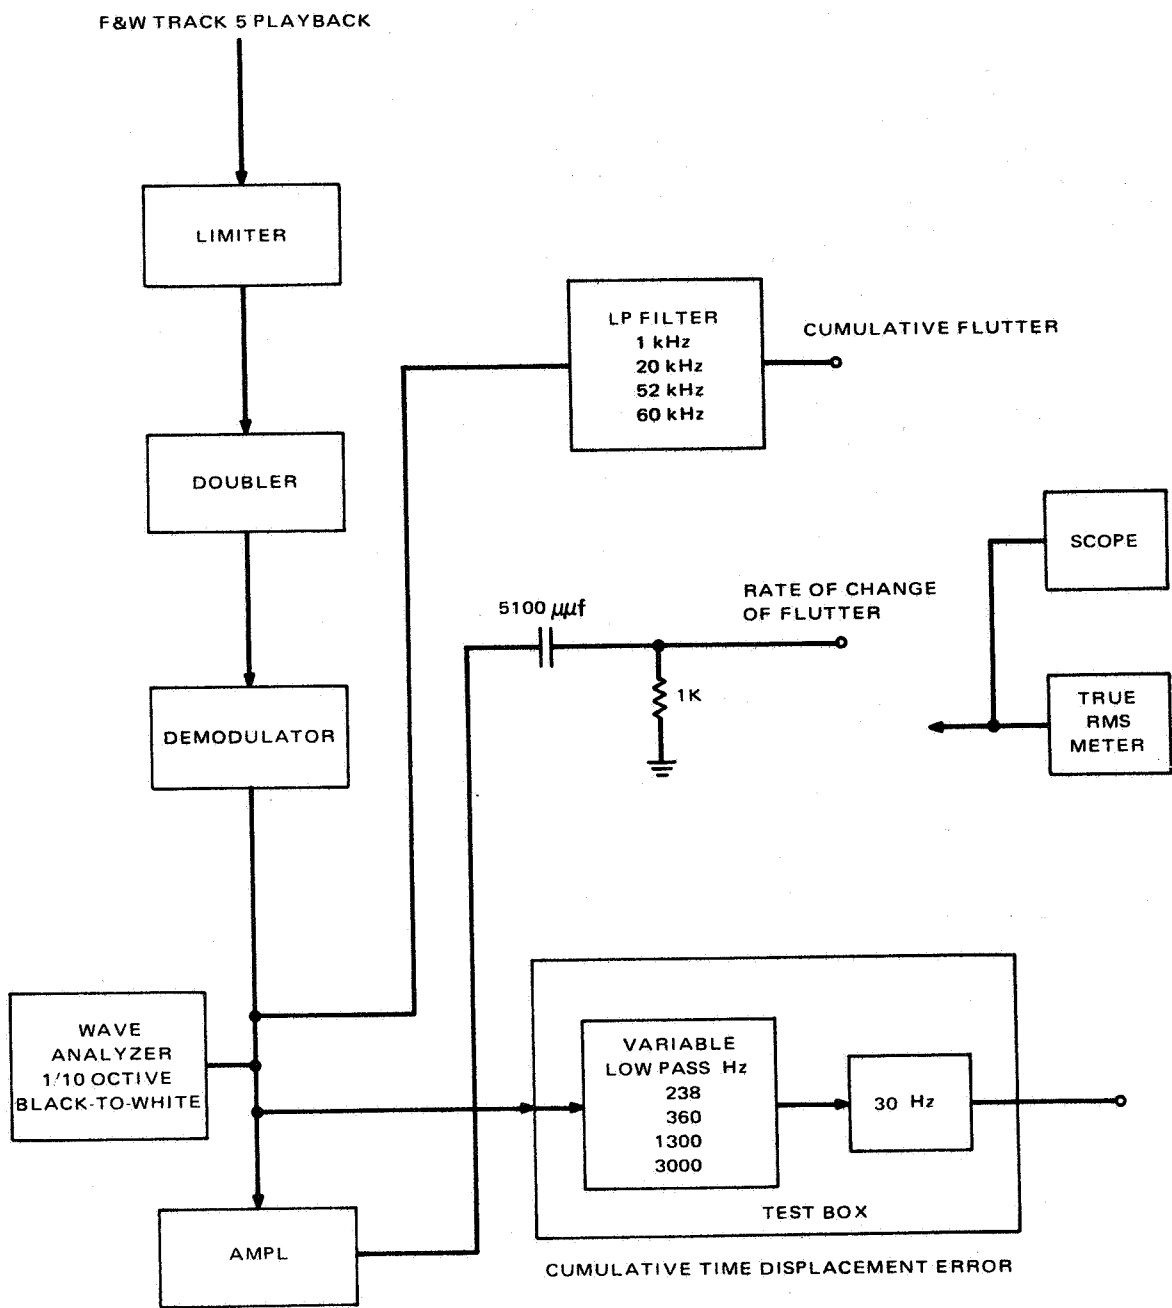 F&W TRACK 5 PLAYBACK
LIMITER
LP FILTER
1 kHz
20 kHz
52 kHz
60 kHz
CUMULATIVE FLUTTER
DOUBLER
SCOPE
5100 μμf
RATE OF CHANGE
OF FLUTTER
1K
TRUE
RMS
METER
DEMODULATOR
WAVE
ANALYZER
1/10 OCTIVE
BLACK-TO-WHITE
VARIABLE
LOW PASS Hz
238
360
1300
3000
30 Hz
TEST BOX
AMPL
CUMULATIVE TIME DISPLACEMENT ERROR